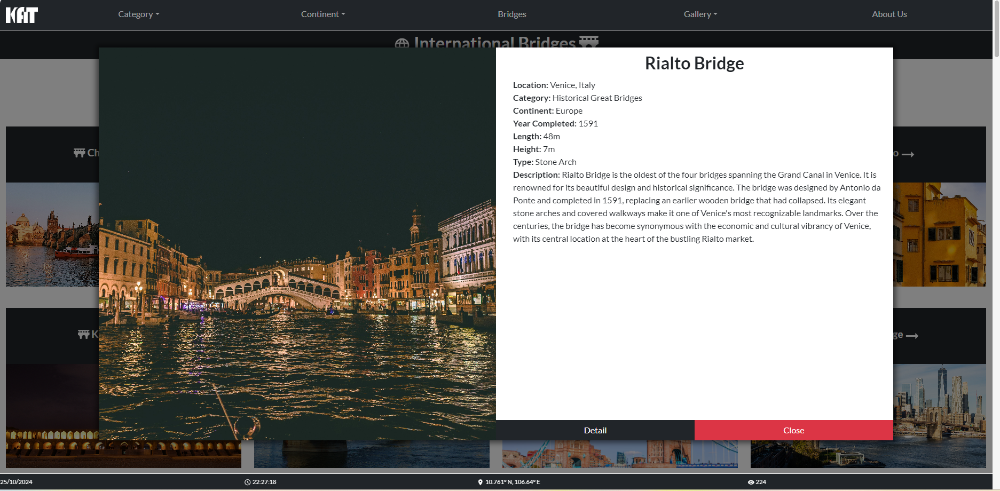 KAT
Category
Continent
Bridges
Gallery
About Us
International Bridges
Rialto Bridge
Location: Venice, Italy
Category: Historical Great Bridges
Continent: Europe
Year Completed: 1591
Length: 48m
Height: 7m
Type: Stone Arch
Description: Rialto Bridge is the oldest of the four bridges spanning the Grand Canal in Venice. It is
renowned for its beautiful design and historical significance. The bridge was designed by Antonio da
Ponte and completed in 1591, replacing an earlier wooden bridge that had collapsed. Its elegant
stone arches and covered walkways make it one of Venice's most recognizable landmarks. Over the
centuries, the bridge has become synonymous with the economic and cultural vibrancy of Venice,
with its central location at the heart of the bustling Rialto market.
Detail
Close
25/10/2024
22:27:18
10.761° N, 106.64° E
224